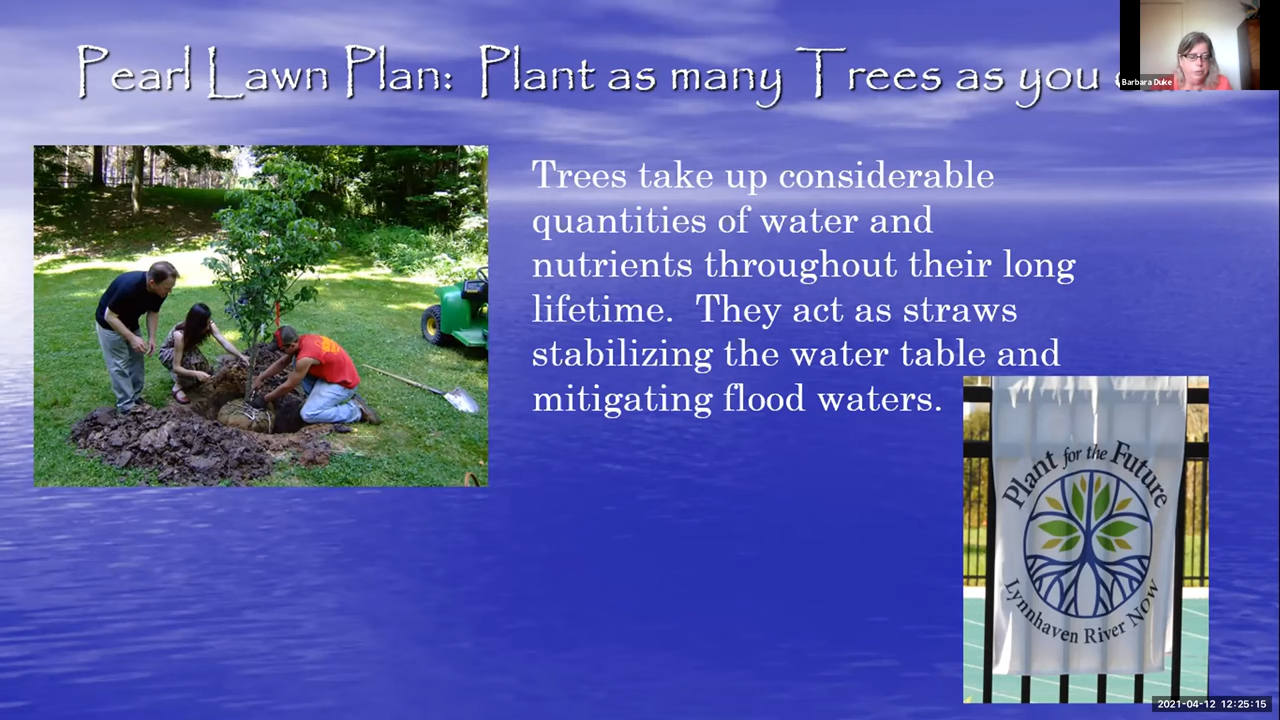 Pearl Lawn Plan: Plant as many Trees as you
Barbara Duke
Trees take up considerable
quantities of water and
nutrients throughout their long
lifetime. They act as straws
stabilizing the water table and
mitigating flood waters.
Plant for the Future
Lynnhaven River NOW
2021-04-12 12:25:15